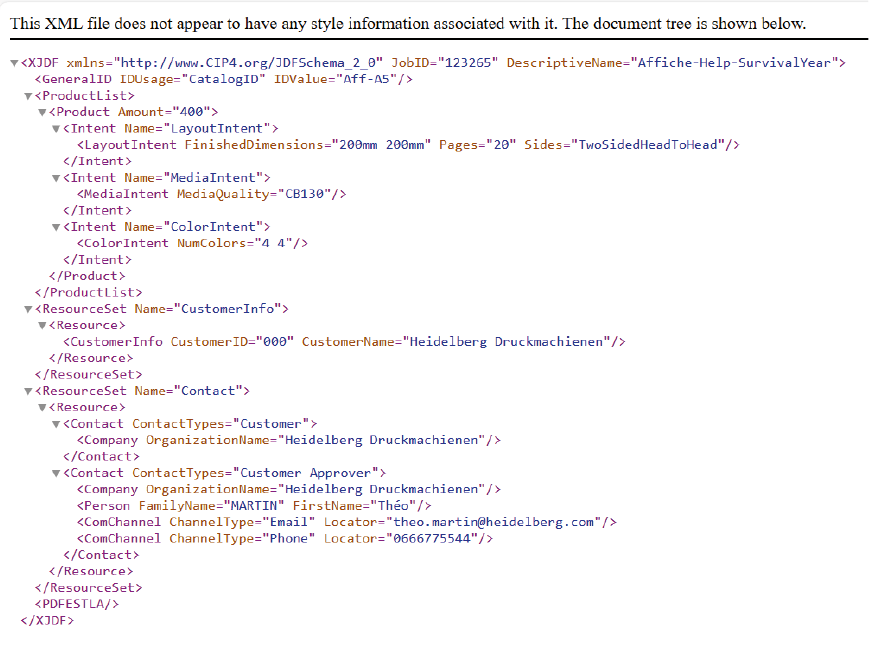 This XML file does not appear to have any style information associated with it. The document tree is shown below.
▼<XJDF xmlns="http://www.CIP4.org/JDFSchema_2_0" JobID="123265" DescriptiveName="Affiche-Help-SurvivalYear">
<GeneralID IDUsage="CatalogID" IDValue="Aff-A5"/>
▼<ProductList>
▼<Product Amount="400">
▼<Intent Name="LayoutIntent">
<LayoutIntent FinishedDimensions="200mm 200mm" Pages="20" Sides="TwoSidedHeadToHead"/>
</Intent>
▼<Intent Name="MediaIntent">
<MediaIntent MediaQuality="CB130"/>
</Intent>
▼<Intent Name="ColorIntent">
<ColorIntent NumColors="4 4"/>
</Intent>
</Product>
</ProductList>
▼<ResourceSet Name="CustomerInfo">
▼<Resource>
<CustomerInfo CustomerID="000" CustomerName="Heidelberg Druckmachienen"/>
</Resource>
</ResourceSet>
▼<ResourceSet Name="Contact">
▼<Resource>
▼<Contact ContactTypes="Customer">
<Company OrganizationName="Heidelberg Druckmachienen"/>
</Contact>
▼<Contact ContactTypes="Customer Approver">
<Company OrganizationName="Heidelberg Druckmachienen"/>
<Person FamilyName="MARTIN" FirstName="Théo"/>
<ComChannel ChannelType="Email" Locator="theo.martin@heidelberg.com"/>
<ComChannel ChannelType="Phone" Locator="0666775544"/>
</Contact>
</Resource>
</ResourceSet>
<PDFESTLA/>
</XJDF>